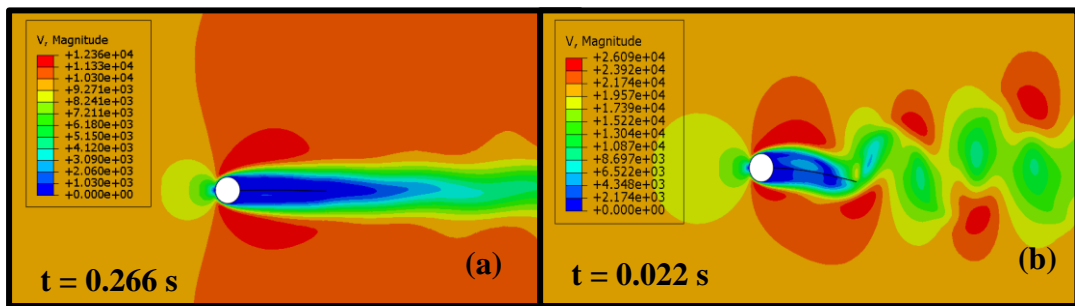 V, Magnitude
+1.236e+04
+1.133e+04
+1.030e+04
+9.271e+03
+8.241e+03
+7.211e+03
+6.180e+03
+5.150e+03
+4.120e+03
+3.090e+03
+2.060e+03
+1.030e+03
+0.000e+00
t = 0.266 s
(a)
V, Magnitude
+2.609e+04
+2.392e+04
+2.174e+04
+1.957e+04
+1.739e+04
+1.522e+04
+1.304e+04
+1.087e+04
+8.697e+03
+6.522e+03
+4.348e+03
+2.174e+03
+0.000e+00
t = 0.022 s
(b)